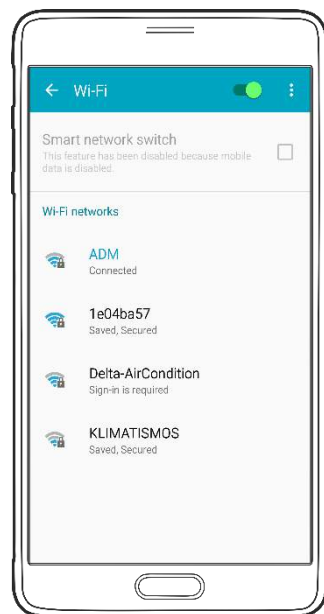 Wi-Fi
Smart network switch
This feature has been disabled because mobile
data is disabled.
Wi-Fi networks
ADM
Connected
1e04ba57
Saved, Secured
Delta-AirCondition
Sign-in is required
KLIMATISMOS
Saved, Secured